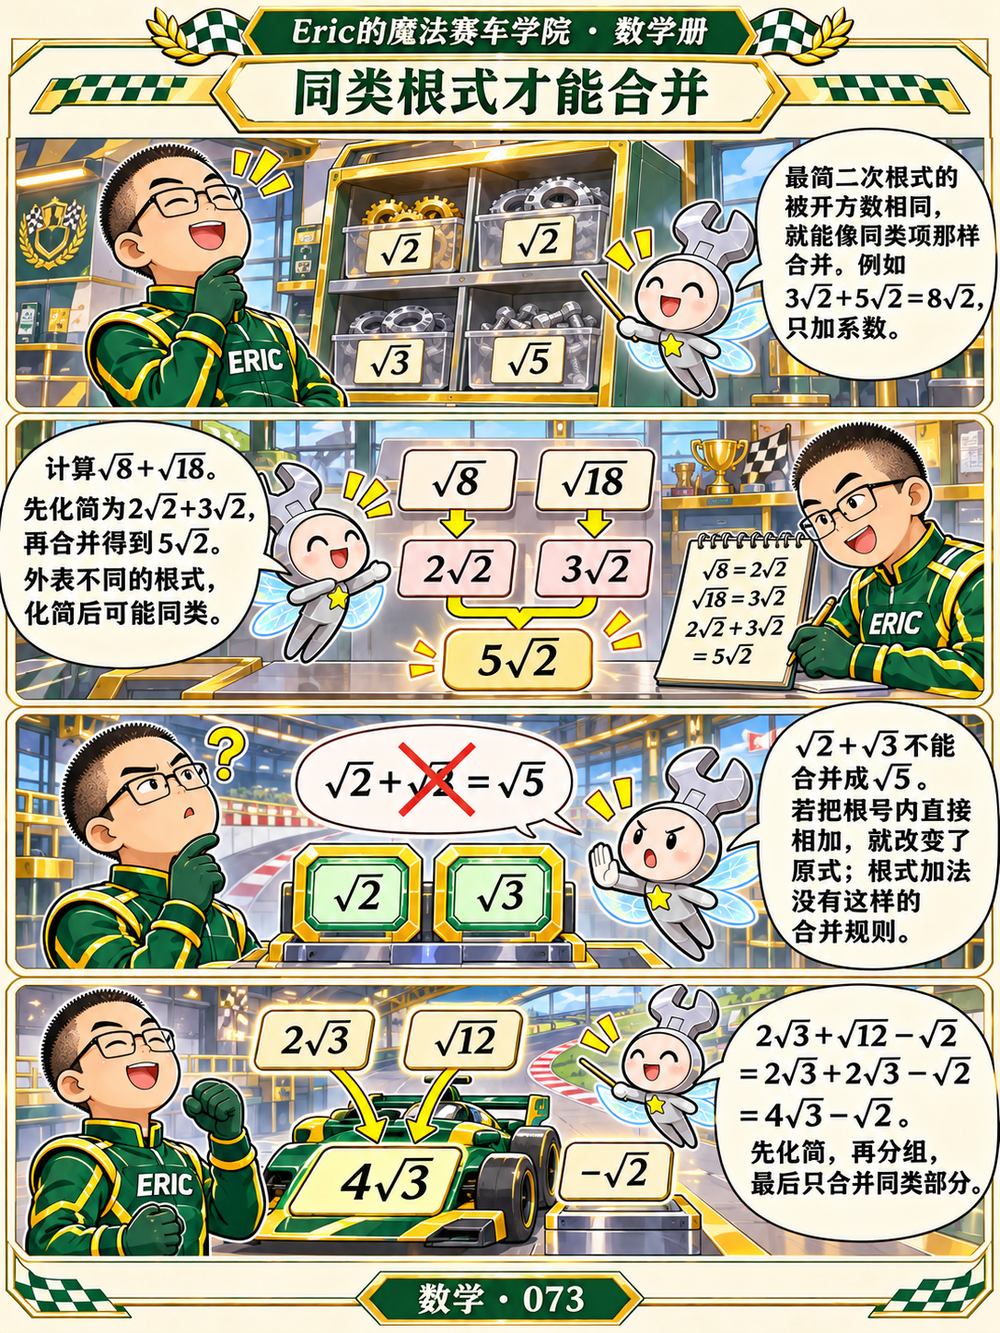 Eric的魔法赛车学院 · 数学册
同类根式才能合并
√2
√2
√3
√5
ERIC
最简二次根式的
被开方数相同，
就能像同类项那样
合并。例如
3√2+5√2=8√2，
只加系数。
计算√8+√18。
先化简为2√2+3√2，
再合并得到5√2。
外表不同的根式，
化简后可能同类。
√8
√18
2√2
3√2
5√2
√8=2√2
√18=3√2
2√2+3√2
=5√2
ERIC
√2+√3=√5
√2
√3
√2+√3不能
合并成√5。
若把根号内直接
相加，就改变了
原式；根式加法
没有这样的
合并规则。
2√3
√12
4√3
-√2
ERIC
2√3+√12-√2
=2√3+2√3-√2
=4√3-√2。
先化简，再分组，
最后只合并同类部分。
数学 · 073